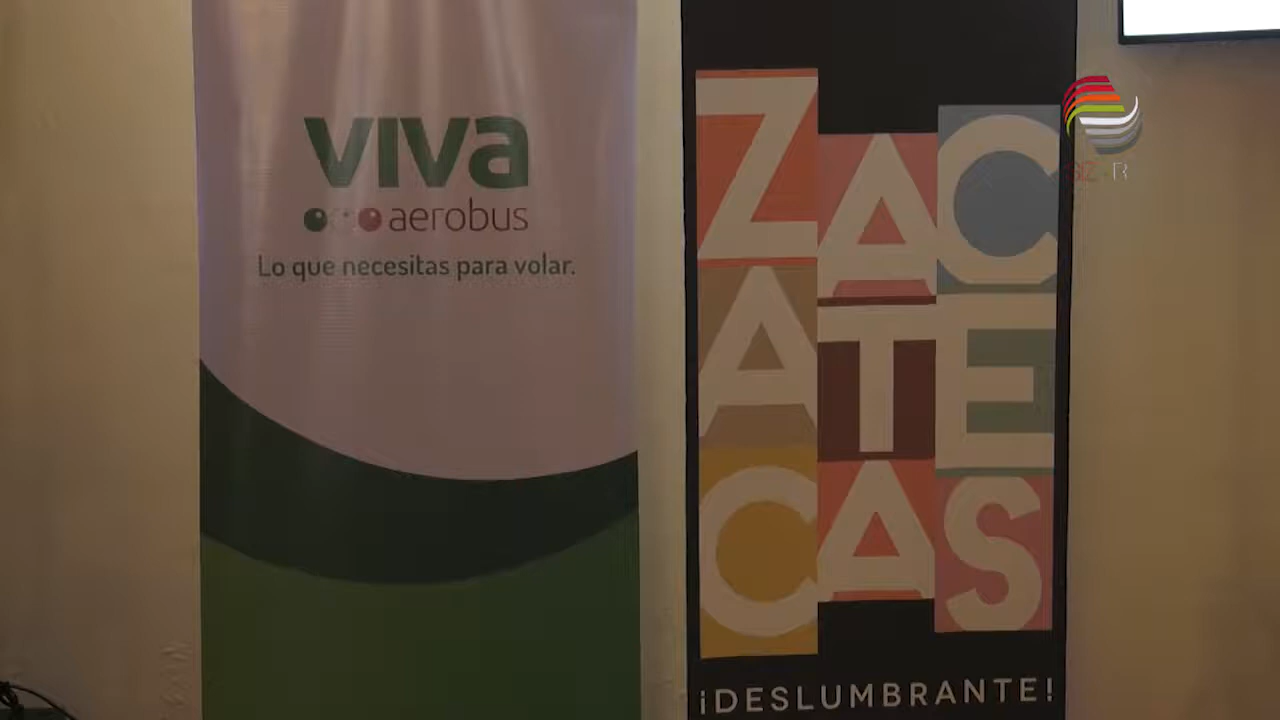 viva
aerobus
Lo que necesitas para volar.
ZAC
ATE
CAS
¡DESLUMBRANTE!